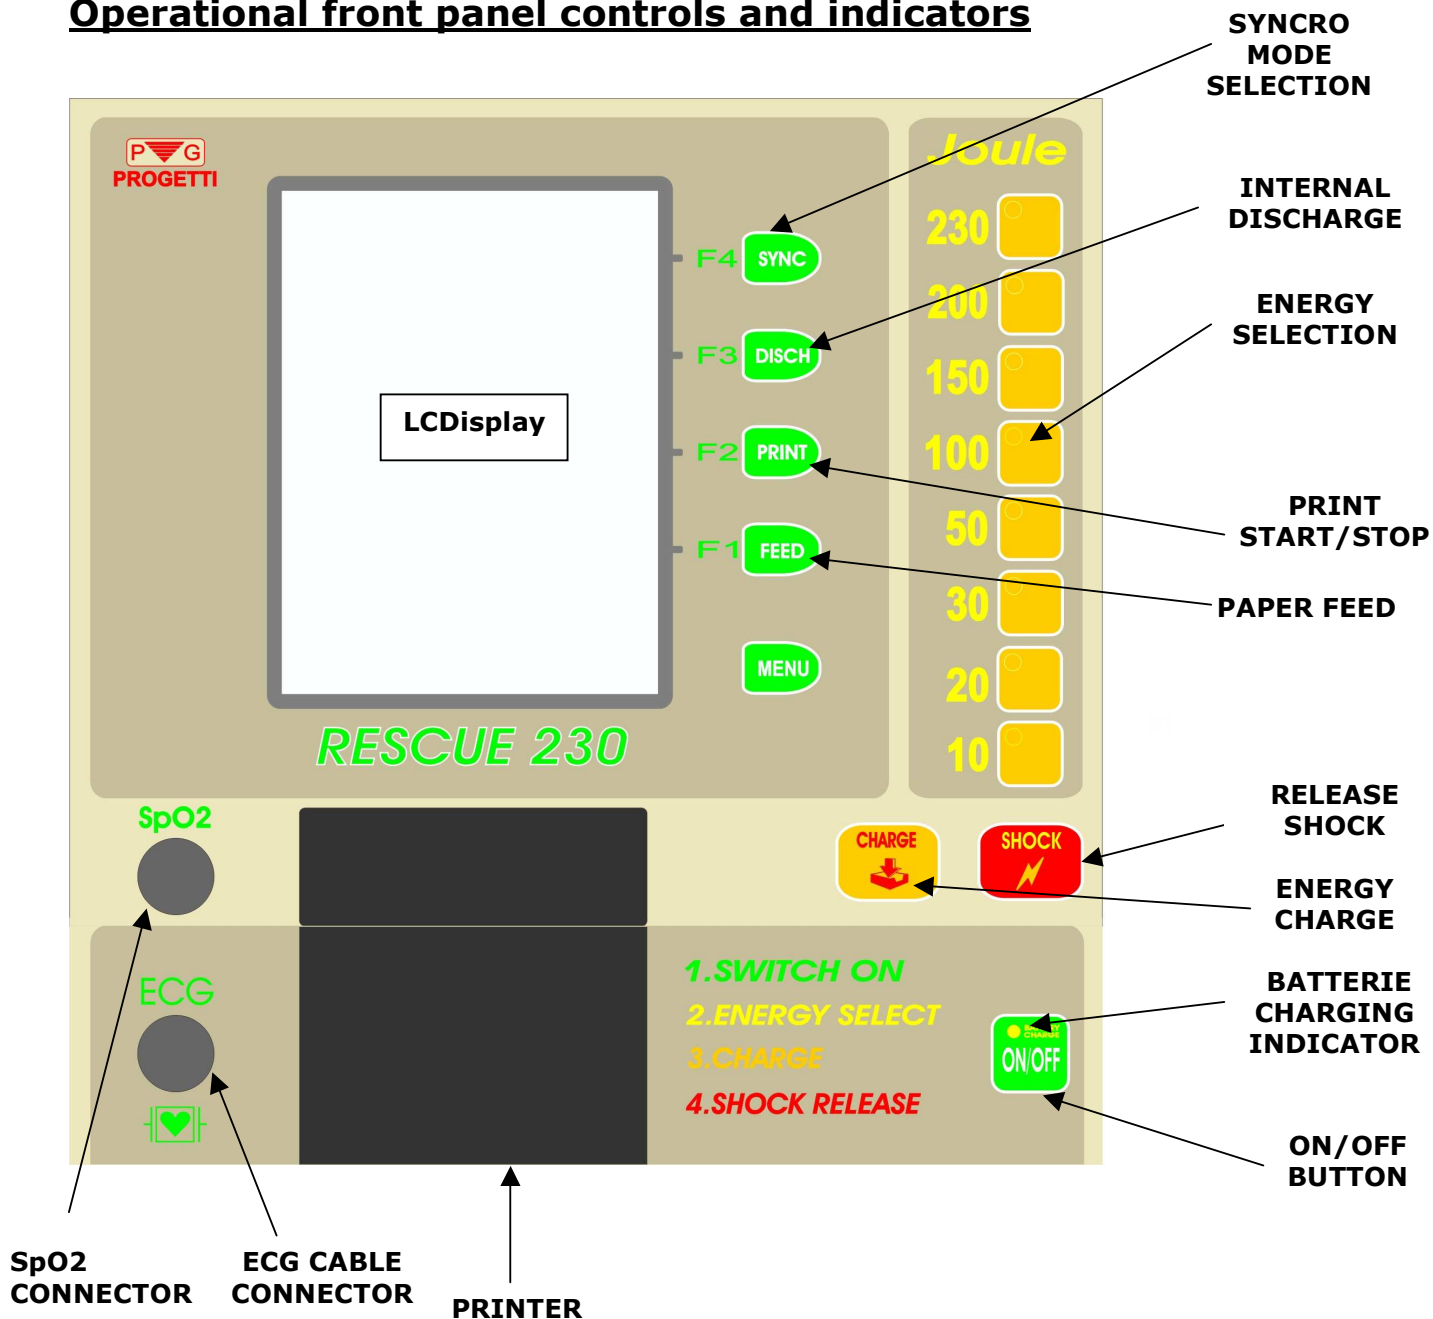 Operational front panel controls and indicators
SYNCRO
MODE
SELECTION
P G
PROGETTI
Joule
INTERNAL
DISCHARGE
230
F4 SYNC
200
ENERGY
SELECTION
F3 DISCH
150
LCDisplay
F2 PRINT
100
PRINT
START/STOP
50
F1 FEED
30
PAPER FEED
MENU
20
10
RESCUE 230
SpO2
CHARGE
SHOCK
RELEASE
SHOCK
ENERGY
CHARGE
ECG
1.SWITCH ON
2.ENERGY SELECT
3.CHARGE
4.SHOCK RELEASE
BATTERY
CHARGE
ON/OFF
BATTERIE
CHARGING
INDICATOR
ON/OFF
BUTTON
SpO2
CONNECTOR
ECG CABLE
CONNECTOR
PRINTER